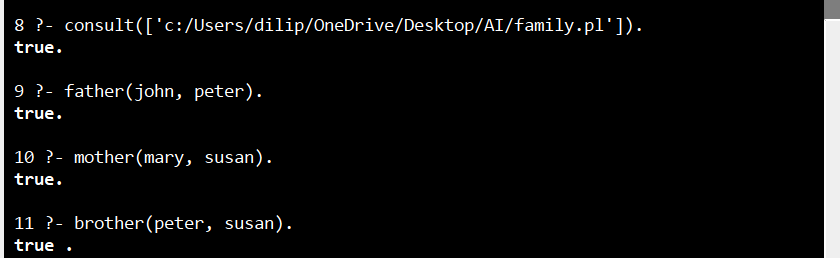 8 ?- consult(['c:/Users/dilip/OneDrive/Desktop/AI/family.pl']).
true.
9 ?- father(john, peter).
true.
10 ?- mother(mary, susan).
true.
11 ?- brother(peter, susan).
true .